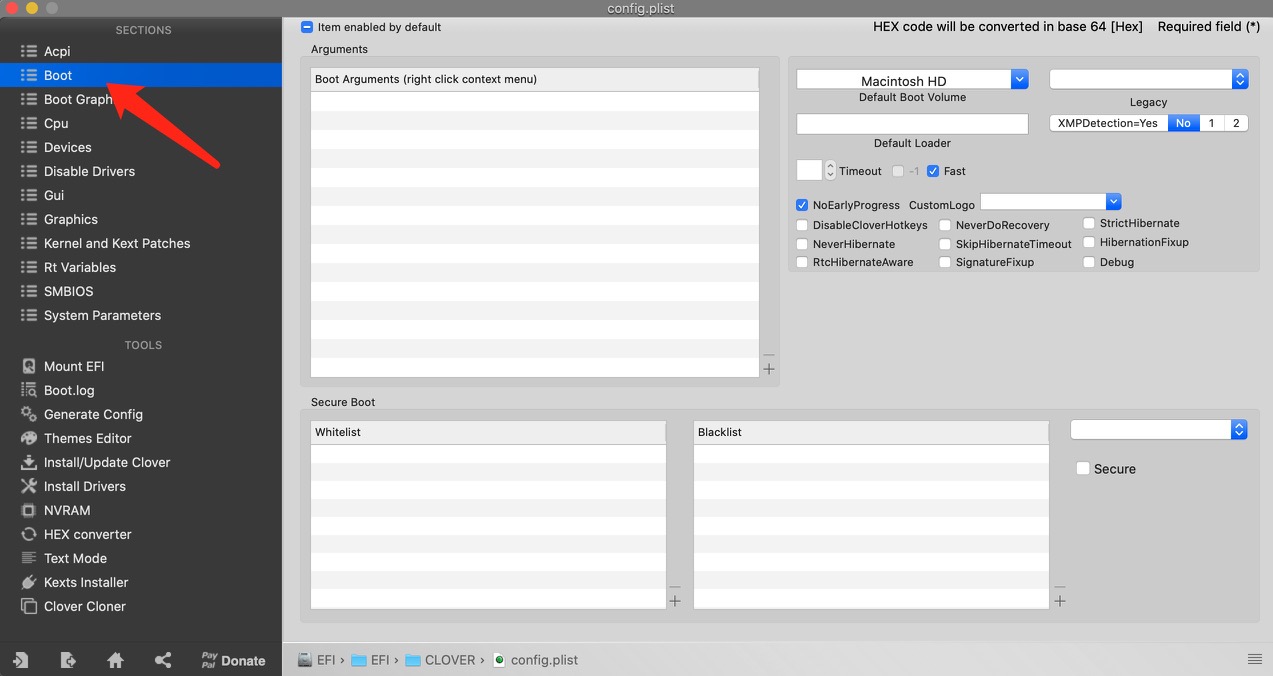 config.plist
SECTIONS
Acpi
Boot
Boot Graph
Cpu
Devices
Disable Drivers
Gui
Graphics
Kernel and Kext Patches
Rt Variables
SMBIOS
System Parameters
TOOLS
Mount EFI
Boot.log
Generate Config
Themes Editor
Install/Update Clover
Install Drivers
NVRAM
HEX converter
Text Mode
Kexts Installer
Clover Cloner
Pay
Pal Donate
Item enabled by default
HEX code will be converted in base 64 [Hex] Required field (*)
Arguments
Boot Arguments (right click context menu)
Macintosh HD
Default Boot Volume
Legacy
XMPDetection=Yes No 1 2
Default Loader
Timeout -1 Fast
NoEarlyProgress CustomLogo
DisableCloverHotkeys NeverDoRecovery StrictHibernate
NeverHibernate SkipHibernateTimeout HibernationFixup
RtcHibernateAware SignatureFixup Debug
Secure Boot
Whitelist
Blacklist
Secure
EFI › EFI › CLOVER › config.plist